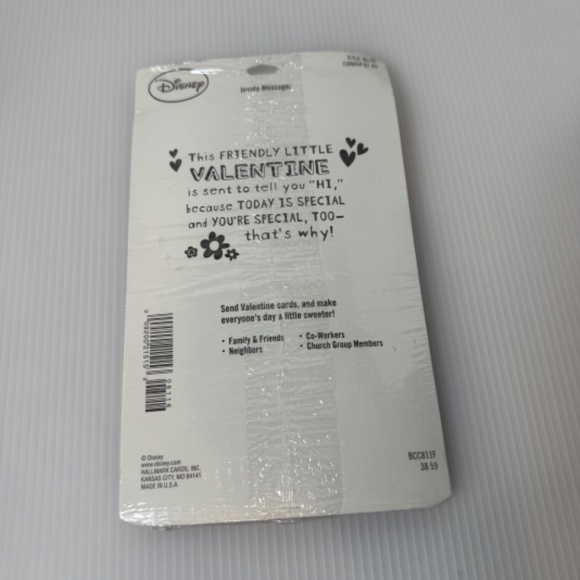 Disney
Inside Message:
This FRIENDLY LITTLE
VALENTINE
is sent to tell you "HI,"
because TODAY IS SPECIAL
and YOU'RE SPECIAL, TOO—
that's why!
Send Valentine cards, and make
everyone's day a little sweeter!
• Family & Friends • Co-Workers
• Neighbors • Church Group Members
© Disney
www.disney.com
HALLMARK CARDS, INC.
KANSAS CITY, MO 64141
MADE IN U.S.A.
BCC811F
38 59